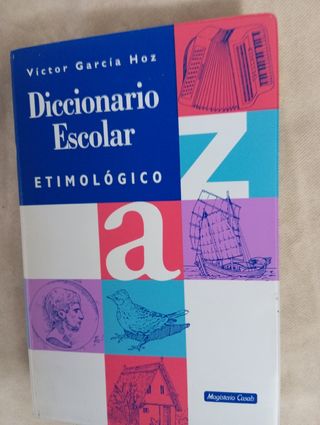 Víctor García Hoz
Diccionario
Escolar
ETIMOLÓGICO
z
a
Magisterio Casals